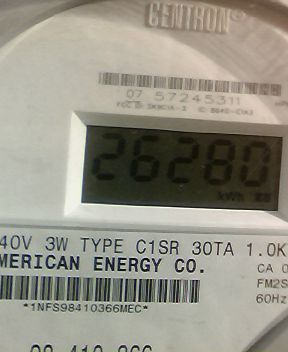 CENTRON®
07 57245311
26280
kWh
40V 3W TYPE C1SR 30TA 1.0K
MERICAN ENERGY CO.
CA 0
FM2S
60Hz
*1NFS98410366MEC*